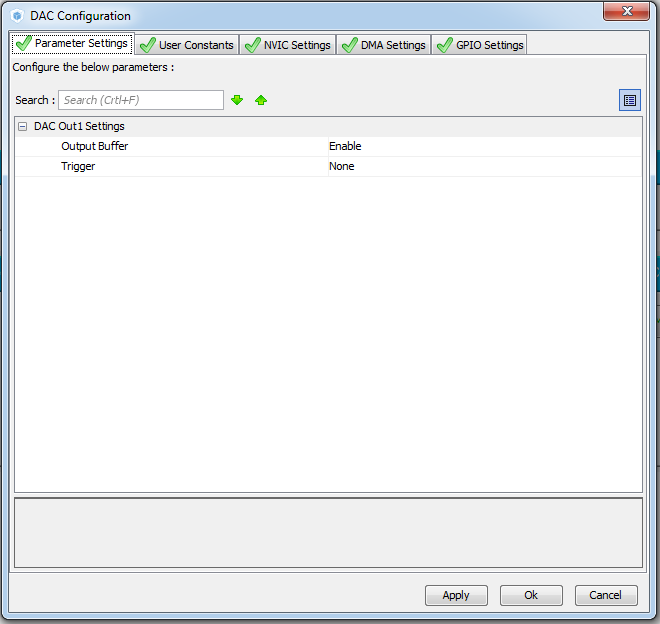 DAC Configuration
Parameter Settings
User Constants
NVIC Settings
DMA Settings
GPIO Settings
Configure the below parameters :
Search :
Search (Crtl+F)
DAC Out1 Settings
Output Buffer Enable
Trigger None
Apply
Ok
Cancel